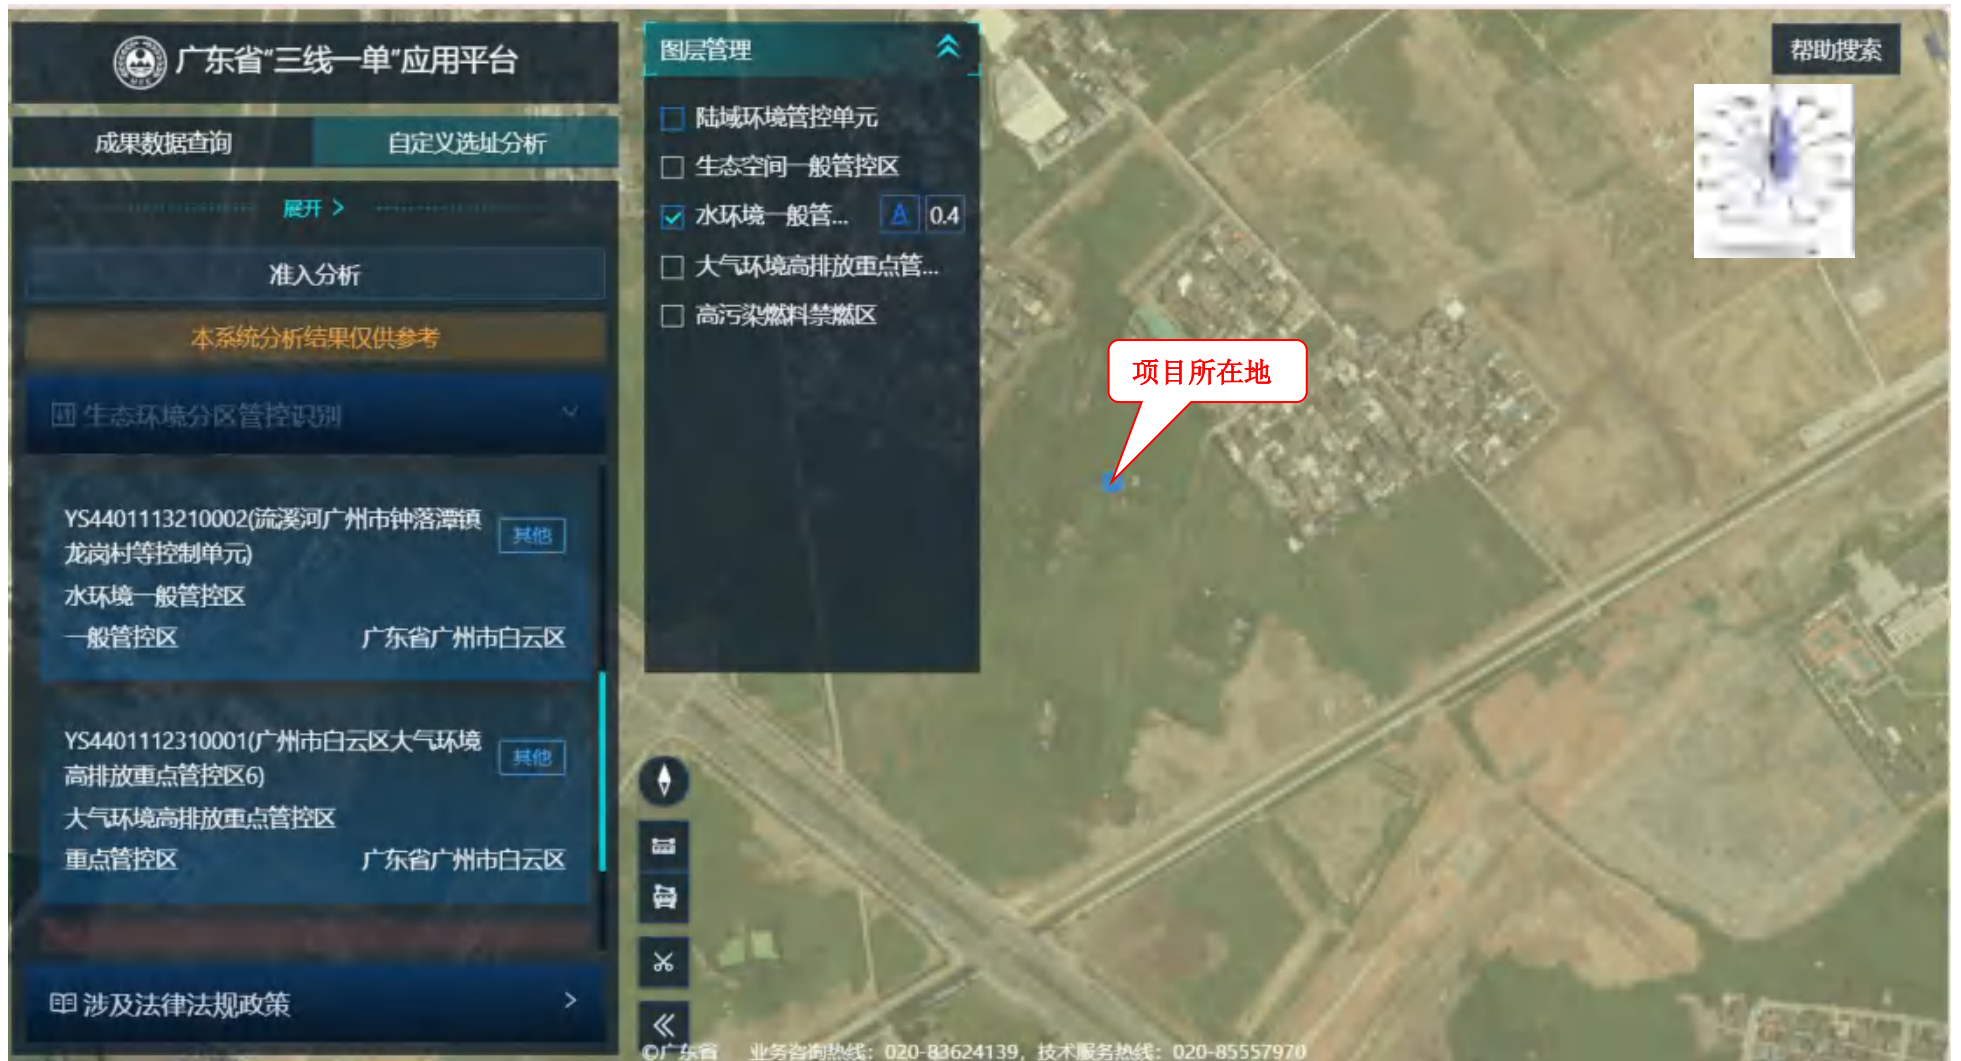 广东省“三线一单”应用平台
成果数据查询
自定义选址分析
展开 >
准入分析
本系统分析结果仅供参考
生态环境分区管控识别
YS4401113210002(流溪河广州市钟落潭镇
龙岗村等控制单元)
其他
水环境一般管控区
一般管控区
广东省广州市白云区
YS4401112310001(广州市白云区大气环境
高排放重点管控区6)
其他
大气环境高排放重点管控区
重点管控区
广东省广州市白云区
涉及法律法规政策
图层管理
陆域环境管控单元
生态空间一般管控区
水环境一般管... A 0.4
大气环境高排放重点管...
高污染燃料禁燃区
帮助搜索
项目所在地
©广东省 业务咨询热线：020-83624139，技术服务热线：020-85557970